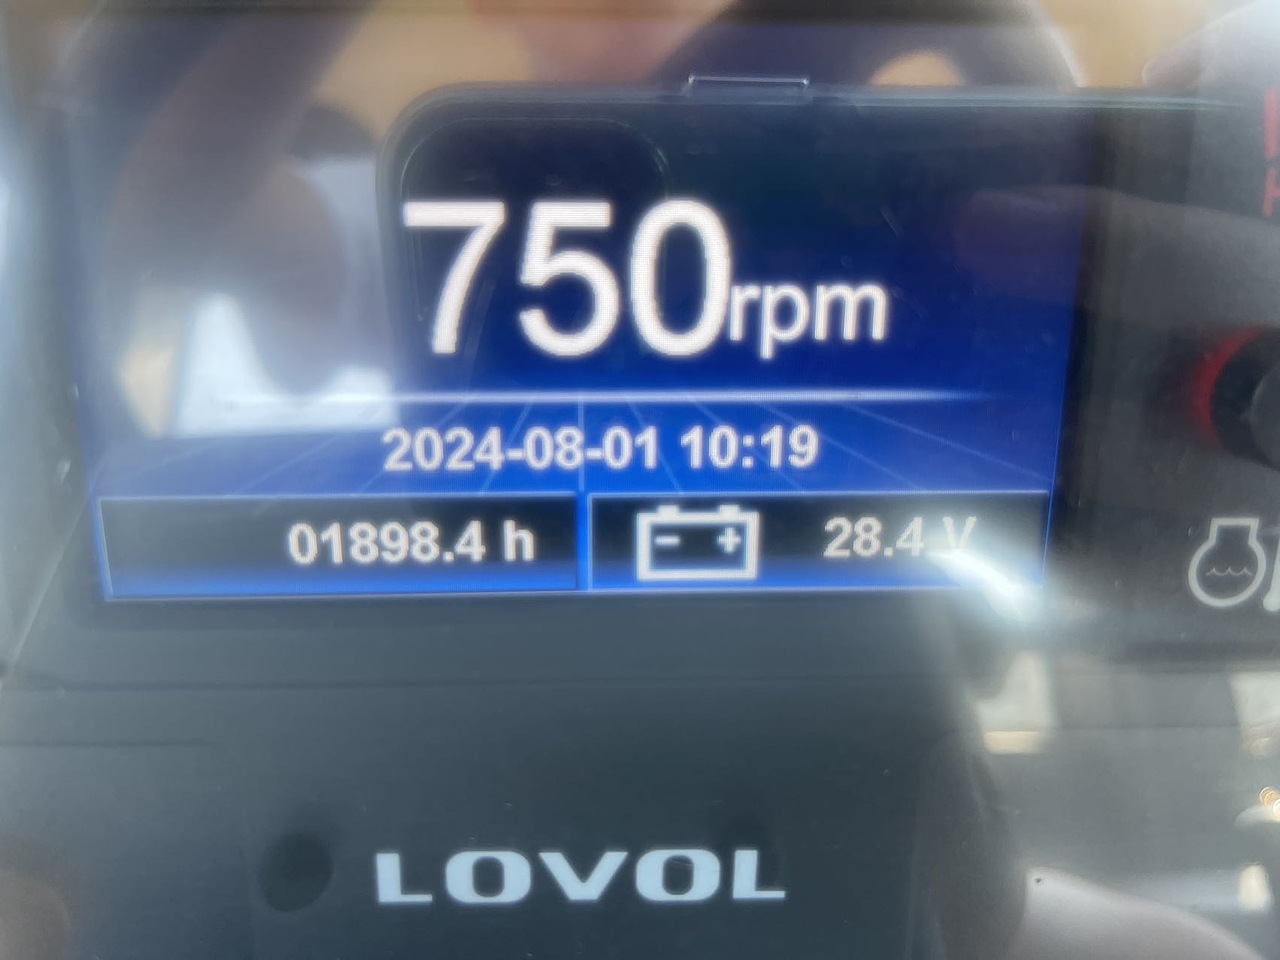 750rpm
2024-08-01 10:19
01898.4 h
- +
28.4 V
LOVOL